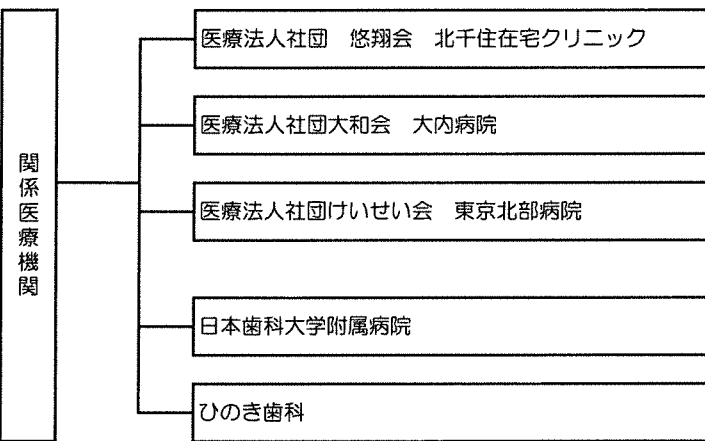 関係医療機関
医療法人社団　悠翔会　北千住在宅クリニック
医療法人社団大和会　大内病院
医療法人社団けいせい会　東京北部病院
日本歯科大学附属病院
ひのき歯科